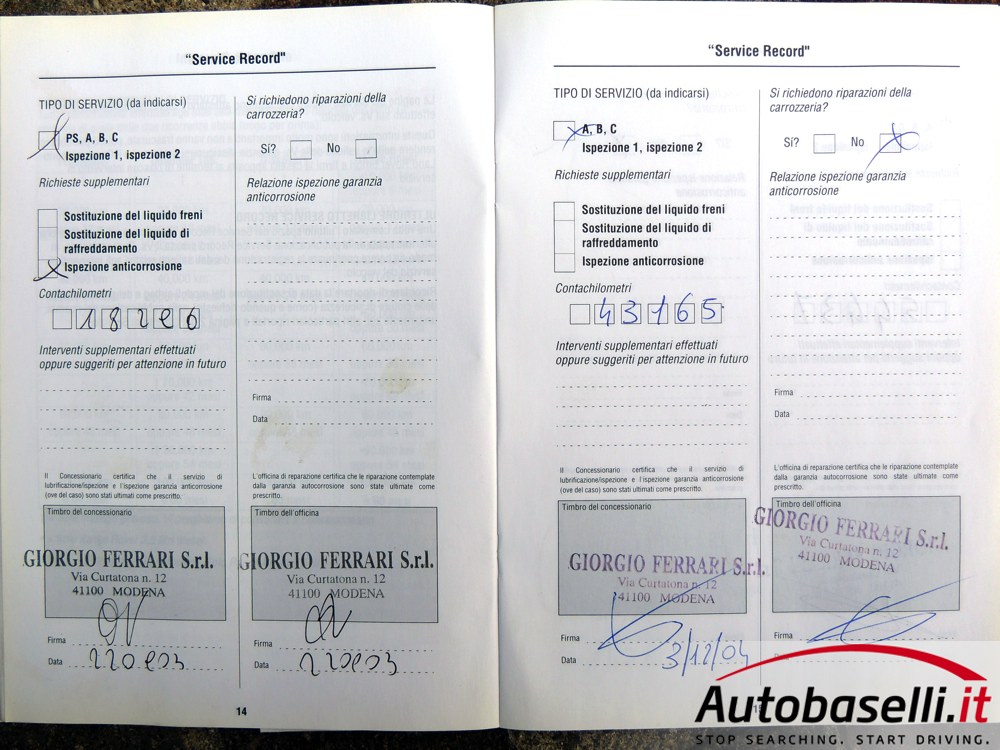 "Service Record"
TIPO DI SERVIZIO (da indicarsi)
PS, A, B, C
Ispezione 1, ispezione 2
Richieste supplementari
Sostituzione del liquido freni
Sostituzione del liquido di
raffreddamento
Ispezione anticorrosione
Contachilometri
18206
Interventi supplementari effettuati
oppure suggeriti per attenzione in futuro
Il Concessionario certifica che il servizio di
lubrificazione/ispezione e l'ispezione garanzia anticorrosione
(ove del caso) sono stati ultimati come prescritto.
Timbro del concessionario
GIORGIO FERRARI S.r.l.
Via Curtatona n. 12
41100 MODENA
Firma
Data
Si richiedono riparazioni della
carrozzeria?
Sí? No
Relazione ispezione garanzia
anticorrosione
Firma
Data
L'officina di reparazione certifica che le riparazione contemplate
dalla garanzia autocorrosione sono state ultimate come
prescritto.
Timbro dell'officina
GIORGIO FERRARI S.r.l.
Via Curtatona n. 12
41100 MODENA
Firma
Data
14
"Service Record"
TIPO DI SERVIZIO (da indicarsi)
A, B, C
Ispezione 1, ispezione 2
Richieste supplementari
Sostituzione del liquido freni
Sostituzione del liquido di
raffreddamento
Ispezione anticorrosione
Contachilometri
43165
Interventi supplementari effettuati
oppure suggeriti per attenzione in futuro
Il Concessionario certifica che il servizio di
lubrificazione/ispezione e l'ispezione garanzia anticorrosione
(ove del caso) sono stati ultimati come prescritto.
Timbro del concessionario
GIORGIO FERRARI S.r.l.
Via Curtatona n. 12
41100 MODENA
Firma
Data 3/12/04
Si richiedono riparazioni della
carrozzeria?
Sí? No
Relazione ispezione garanzia
anticorrosione
Firma
Data
L'officina di reparazione certifica che le riparazione contemplate
dalla garanzia autocorrosione sono state ultimate come
prescritto.
GIORGIO FERRARI S.r.l.
Via Curtatona n. 12
41100 MODENA
Firma
Autobaselli.it
STOP SEARCHING. START DRIVING.